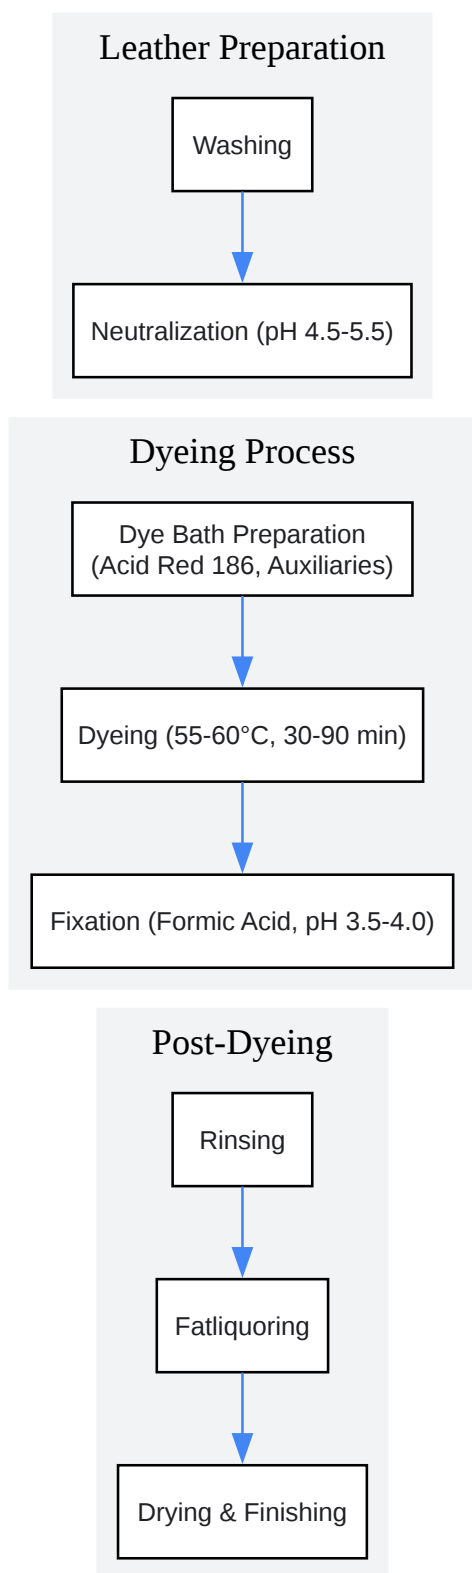 Leather Preparation
Washing
Neutralization (pH 4.5-5.5)
Dyeing Process
Dye Bath Preparation
(Acid Red 186, Auxiliaries)
Dyeing (55-60°C, 30-90 min)
Fixation (Formic Acid, pH 3.5-4.0)
Post-Dyeing
Rinsing
Fatliquoring
Drying & Finishing